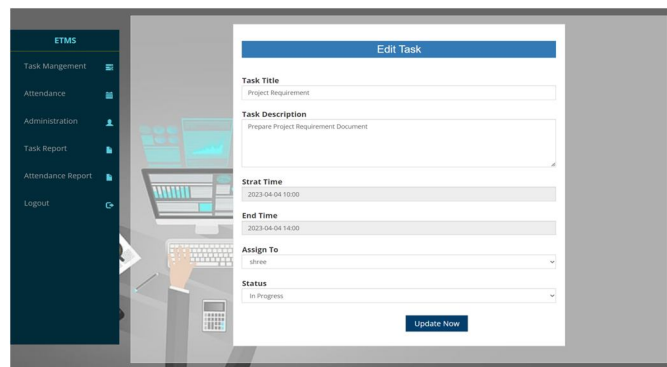 ETMS
Task Mangement
Attendance
Administration
Task Report
Attendance Report
Logout
Edit Task
Task Title
Project Requirement
Task Description
Prepare Project Requirement Document
Strat Time
2023-04-04 10:00
End Time
2023-04-04 14:00
Assign To
shree
Status
In Progress
Update Now